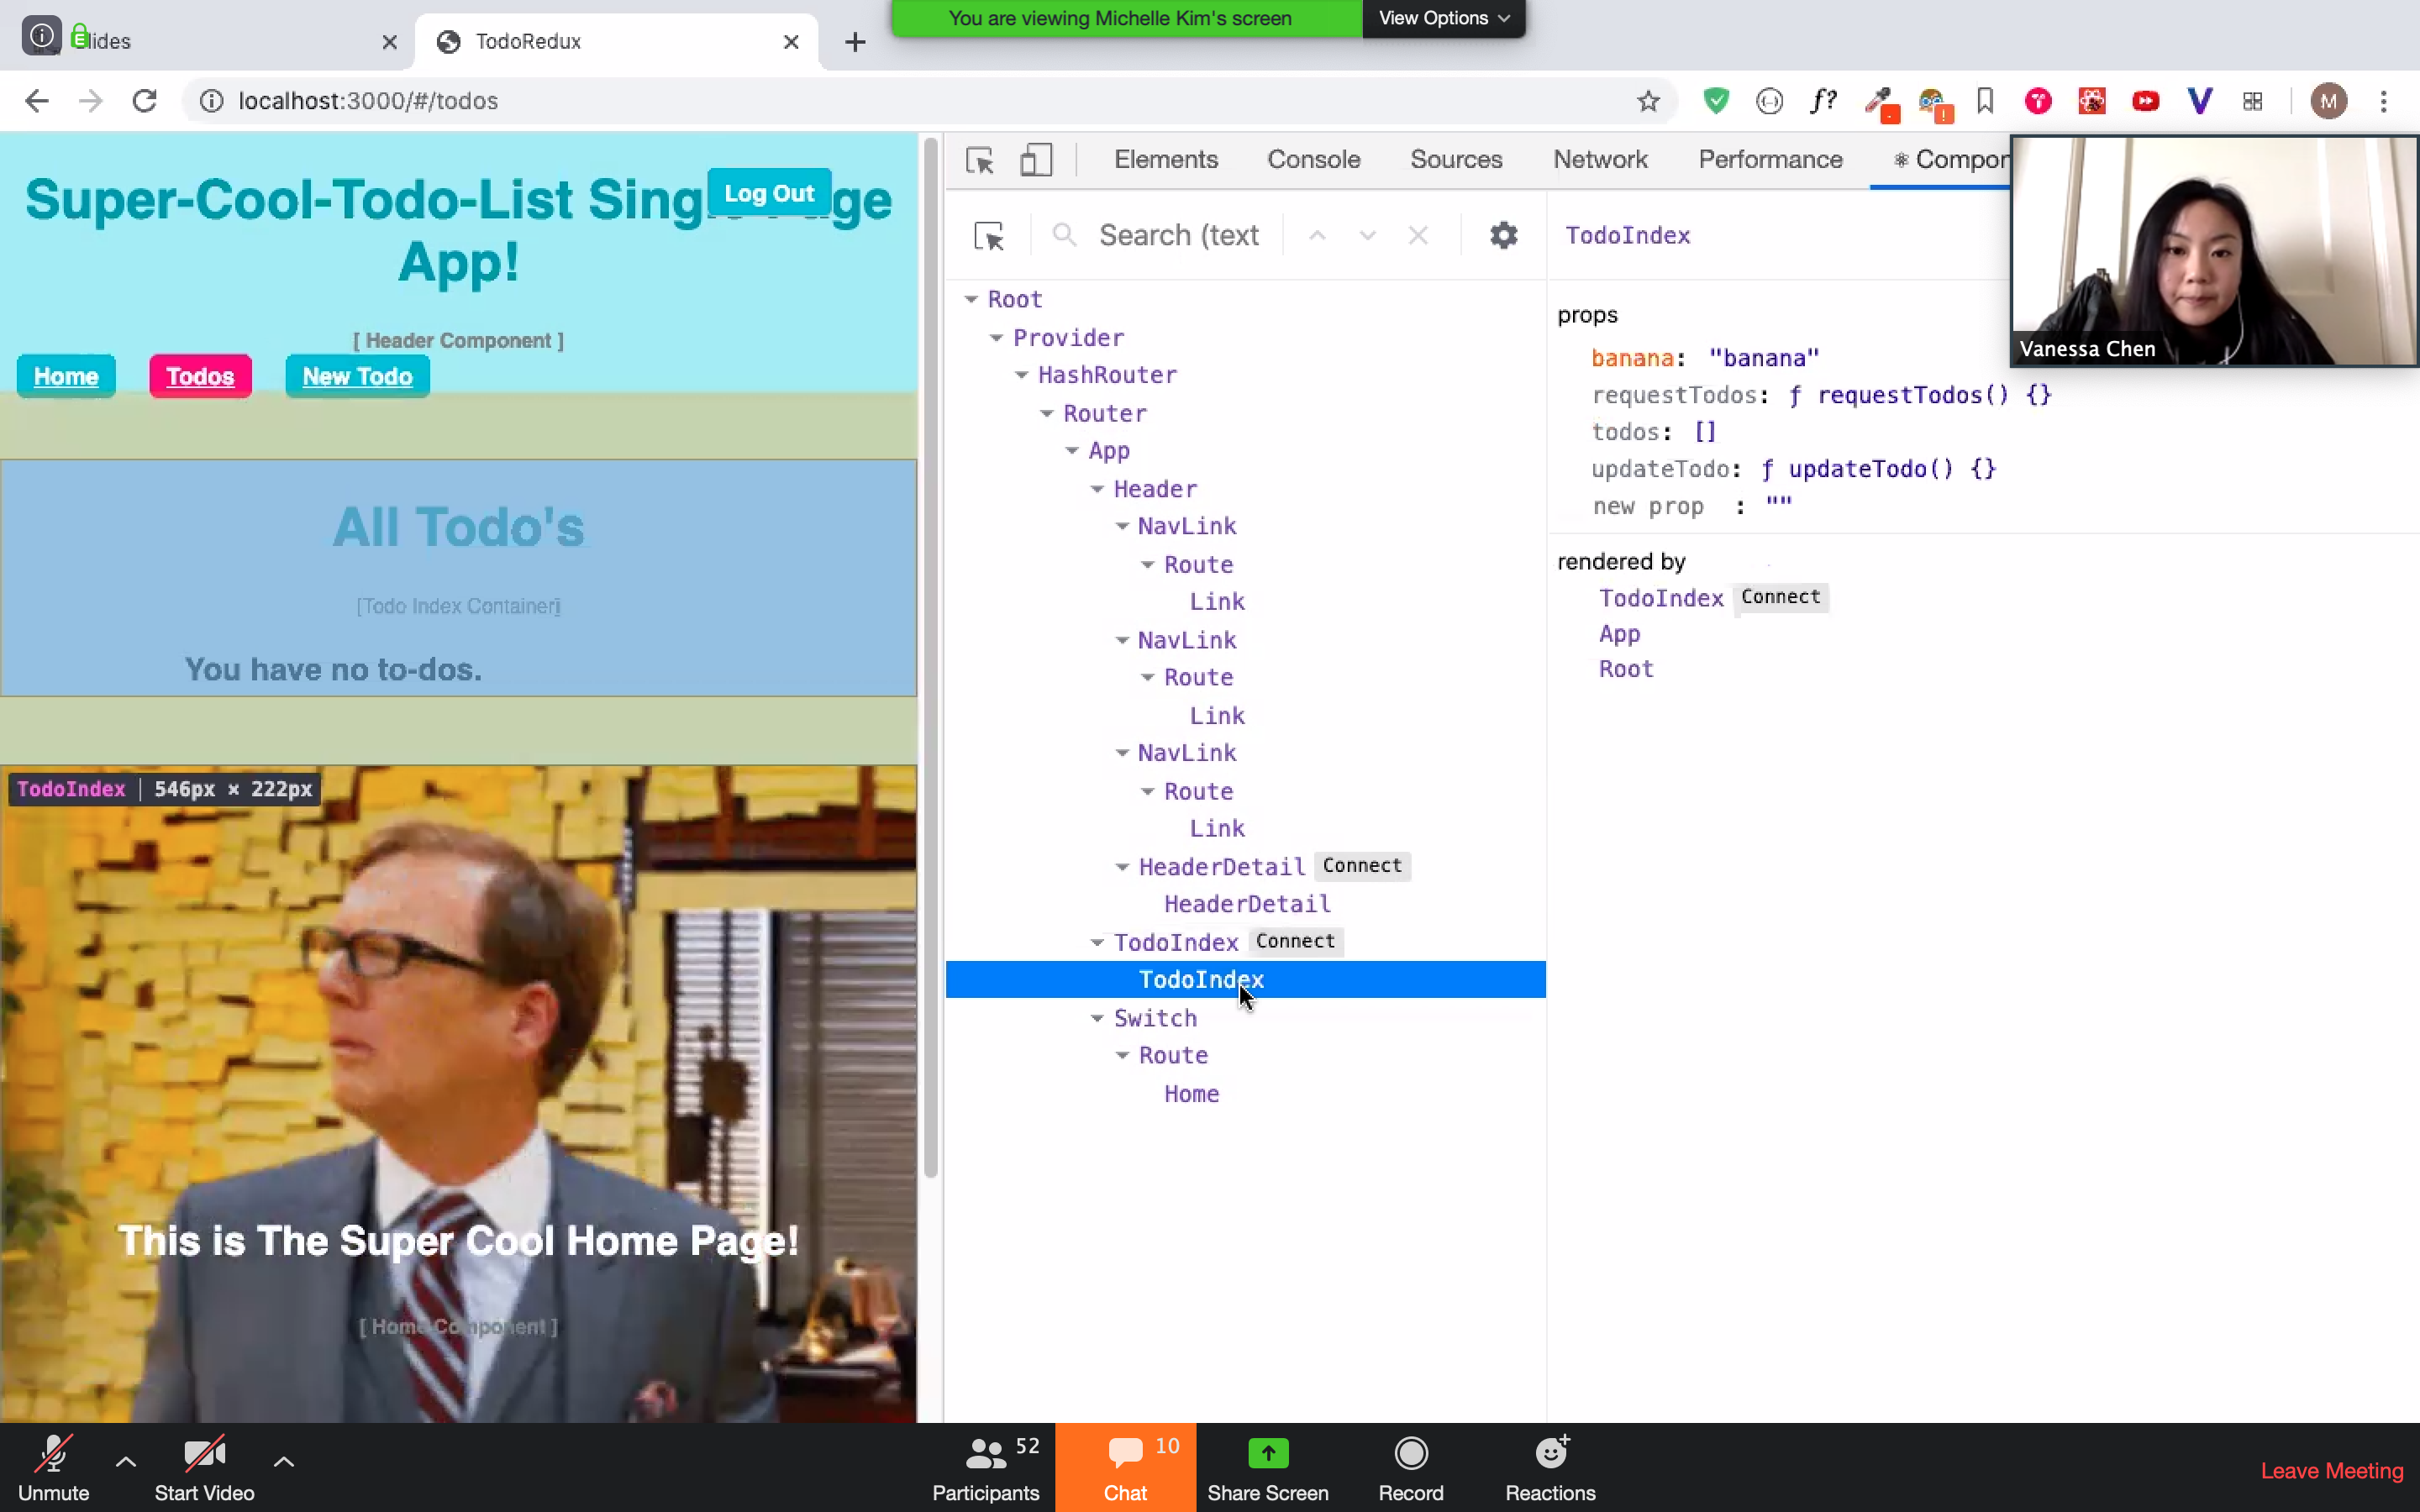 Slides
TodoRedux
You are viewing Michelle Kim's screen
View Options
localhost:3000/#/todos
f?
M
Super-Cool-Todo-List Single Page
App!
Log Out
[ Header Component ]
Home
Todos
New Todo
All Todo's
[Todo Index Container]
You have no to-dos.
TodoIndex | 546px × 222px
This is The Super Cool Home Page!
[ Home Component ]
Elements
Console
Sources
Network
Performance
Compon
Search (text
Root
Provider
HashRouter
Router
App
Header
NavLink
Route
Link
NavLink
Route
Link
NavLink
Route
Link
HeaderDetail Connect
HeaderDetail
TodoIndex Connect
TodoIndex
Switch
Route
Home
TodoIndex
props
banana: "banana"
requestTodos: ƒ requestTodos() {}
todos: []
updateTodo: ƒ updateTodo() {}
new prop : ""
rendered by
TodoIndex Connect
App
Root
Vanessa Chen
Unmute
Start Video
Participants 52
Chat 10
Share Screen
Record
Reactions
Leave Meeting